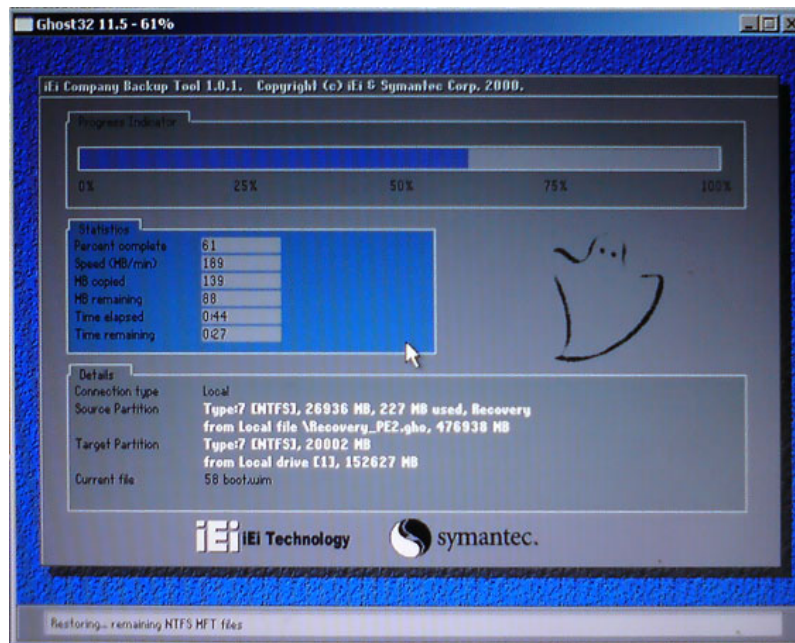 Ghost32 11.5 - 61%
iEi Company Backup Tool 1.0.1. Copyright (c) iEi & Symantec Corp. 2000.
Progress Indicator
0% 25% 50% 75% 100%
Statistics
Percent complete 61
Speed (MB/min) 189
MB copied 139
MB remaining 88
Time elapsed 0:44
Time remaining 0:27
Details
Connection type Local
Source Partition Type:7 [NTFS], 26936 MB, 227 MB used, Recovery
from Local file \Recovery_PE2.gho, 476938 MB
Target Partition Type:7 [NTFS], 20002 MB
from Local drive [1], 152627 MB
Current file 58 boot.wim
iEi iEi Technology symantec.
Restoring... remaining NTFS MFT files